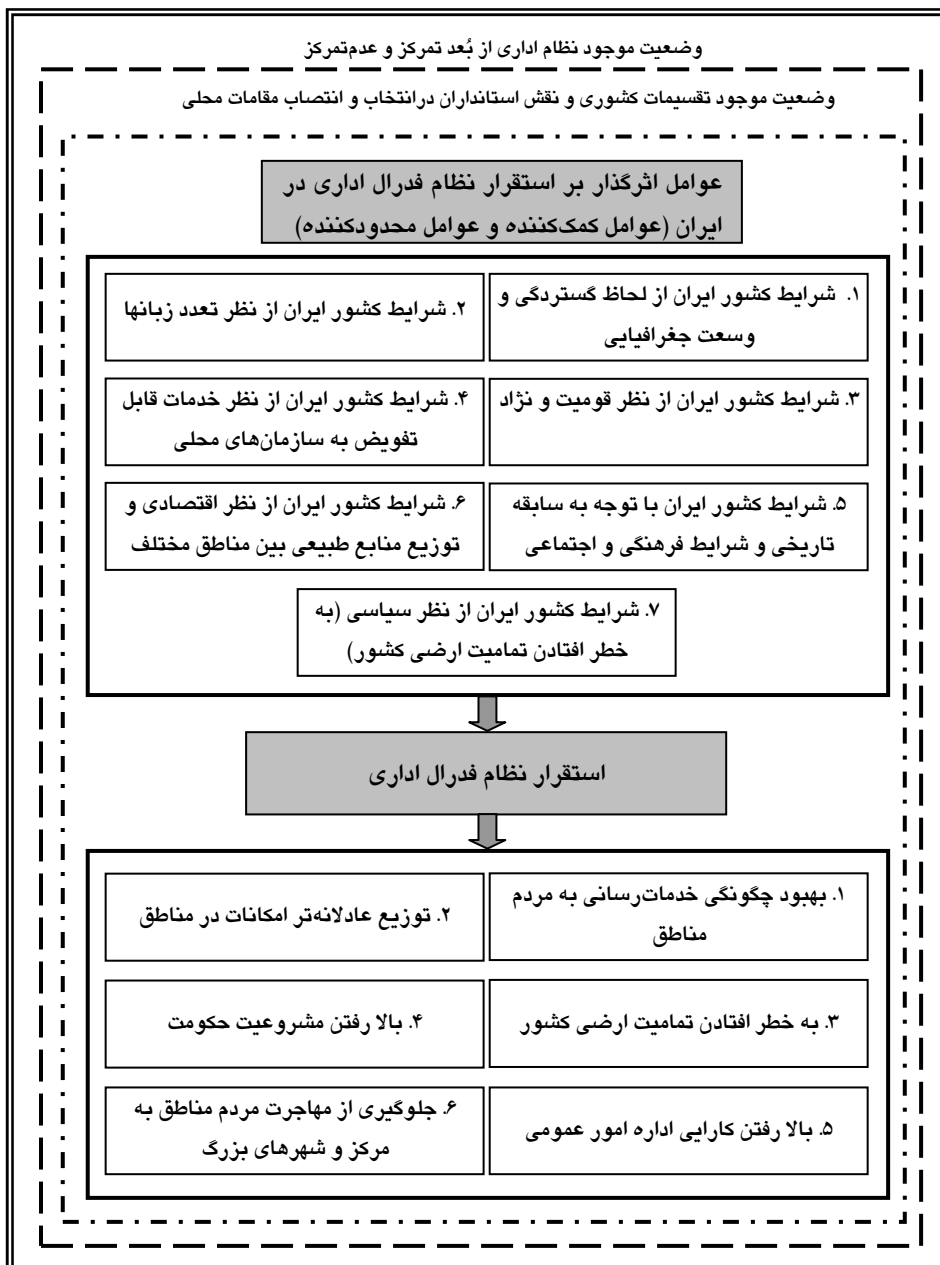 وضعیت موجود نظام اداری از بُعد تمرکز و عدم‌تمرکز
وضعیت موجود تقسیمات کشوری و نقش استانداران درانتخاب و انتصاب مقامات محلی
عوامل اثرگذار بر استقرار نظام فدرال اداری در
ایران (عوامل کمک‌کننده و عوامل محدودکننده)
۱. شرایط کشور ایران از لحاظ گستردگی و
وسعت جغرافیایی
۲. شرایط کشور ایران از نظر تعدد زبانها
۳. شرایط کشور ایران از نظر قومیت و نژاد
۴. شرایط کشور ایران از نظر خدمات قابل
تفویض به سازمان‌های محلی
۵. شرایط کشور ایران با توجه به سابقه
تاریخی و شرایط فرهنگی و اجتماعی
۶. شرایط کشور ایران از نظر اقتصادی و
توزیع منابع طبیعی بین مناطق مختلف
۷. شرایط کشور ایران از نظر سیاسی (به
خطر افتادن تمامیت ارضی کشور)
استقرار نظام فدرال اداری
۱. بهبود چگونگی خدمات‌رسانی به مردم
مناطق
۲. توزیع عادلانه‌تر امکانات در مناطق
۳. به خطر افتادن تمامیت ارضی کشور
۴. بالا رفتن مشروعیت حکومت
۵. بالا رفتن کارایی اداره امور عمومی
۶. جلوگیری از مهاجرت مردم مناطق به
مرکز و شهرهای بزرگ